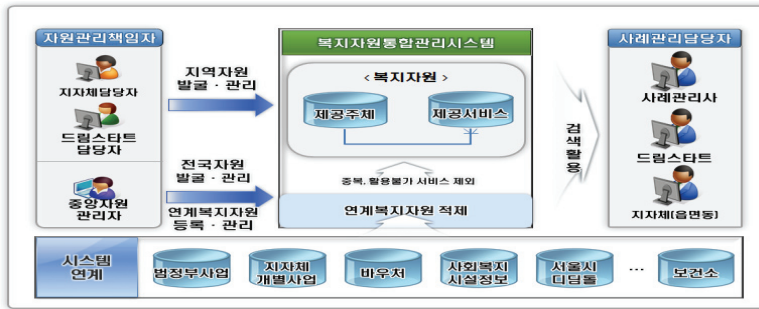 자원관리책임자
지자체담당자
드림스타트
담당자
중앙자원
관리자
지역자원
발굴 · 관리
전국자원
발굴 · 관리
연계복지자원
등록 · 관리
복지자원통합관리시스템
< 복지자원 >
제공주체
제공서비스
중복, 활용불가 서비스 제외
연계복지자원 적재
검색활용
사례관리담당자
사례관리사
드림스타트
지자체(읍면동)
시스템
연계
범정부사업
지자체
개별사업
바우처
사회복지
시설정보
서울시
디딤돌
...
보건소